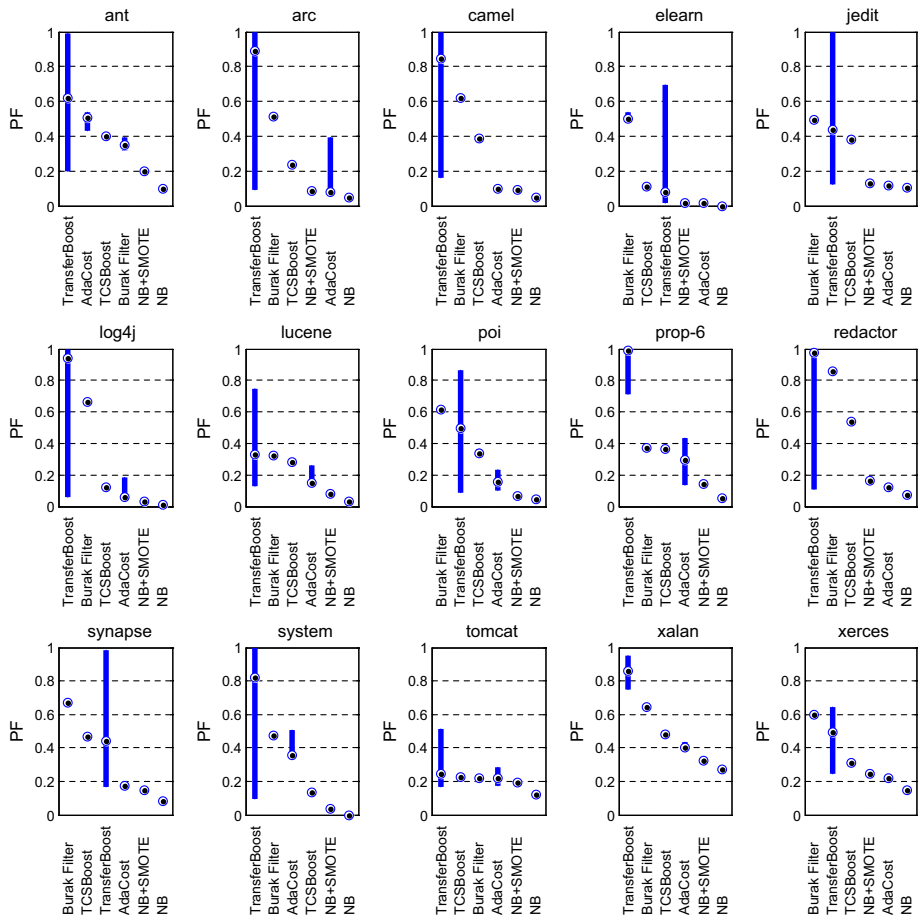 ant
arc
camel
elearn
jedit
PF
1
0.8
0.6
0.4
0.2
0
TransferBoost
AdaCost
TCSBoost
Burak Filter
NB+SMOTE
NB
PF
1
0.8
0.6
0.4
0.2
0
TransferBoost
Burak Filter
TCSBoost
NB+SMOTE
AdaCost
NB
PF
1
0.8
0.6
0.4
0.2
0
TransferBoost
Burak Filter
TCSBoost
AdaCost
NB+SMOTE
NB
PF
1
0.8
0.6
0.4
0.2
0
Burak Filter
TCSBoost
TransferBoost
NB+SMOTE
AdaCost
NB
PF
1
0.8
0.6
0.4
0.2
0
Burak Filter
TransferBoost
TCSBoost
NB+SMOTE
AdaCost
NB
log4j
lucene
poi
prop-6
redactor
PF
1
0.8
0.6
0.4
0.2
0
TransferBoost
Burak Filter
TCSBoost
AdaCost
NB+SMOTE
NB
PF
1
0.8
0.6
0.4
0.2
0
TransferBoost
Burak Filter
TCSBoost
AdaCost
NB+SMOTE
NB
PF
1
0.8
0.6
0.4
0.2
0
Burak Filter
TransferBoost
TCSBoost
AdaCost
NB+SMOTE
NB
PF
1
0.8
0.6
0.4
0.2
0
TransferBoost
Burak Filter
TCSBoost
AdaCost
NB+SMOTE
NB
PF
1
0.8
0.6
0.4
0.2
0
TransferBoost
Burak Filter
TCSBoost
NB+SMOTE
AdaCost
NB
synapse
system
tomcat
xalan
xerces
PF
1
0.8
0.6
0.4
0.2
0
Burak Filter
TCSBoost
TransferBoost
AdaCost
NB+SMOTE
NB
PF
1
0.8
0.6
0.4
0.2
0
TransferBoost
Burak Filter
AdaCost
TCSBoost
NB+SMOTE
NB
PF
1
0.8
0.6
0.4
0.2
0
TransferBoost
TCSBoost
Burak Filter
AdaCost
NB+SMOTE
NB
PF
1
0.8
0.6
0.4
0.2
0
TransferBoost
Burak Filter
TCSBoost
AdaCost
NB+SMOTE
NB
PF
1
0.8
0.6
0.4
0.2
0
Burak Filter
TransferBoost
TCSBoost
NB+SMOTE
AdaCost
NB